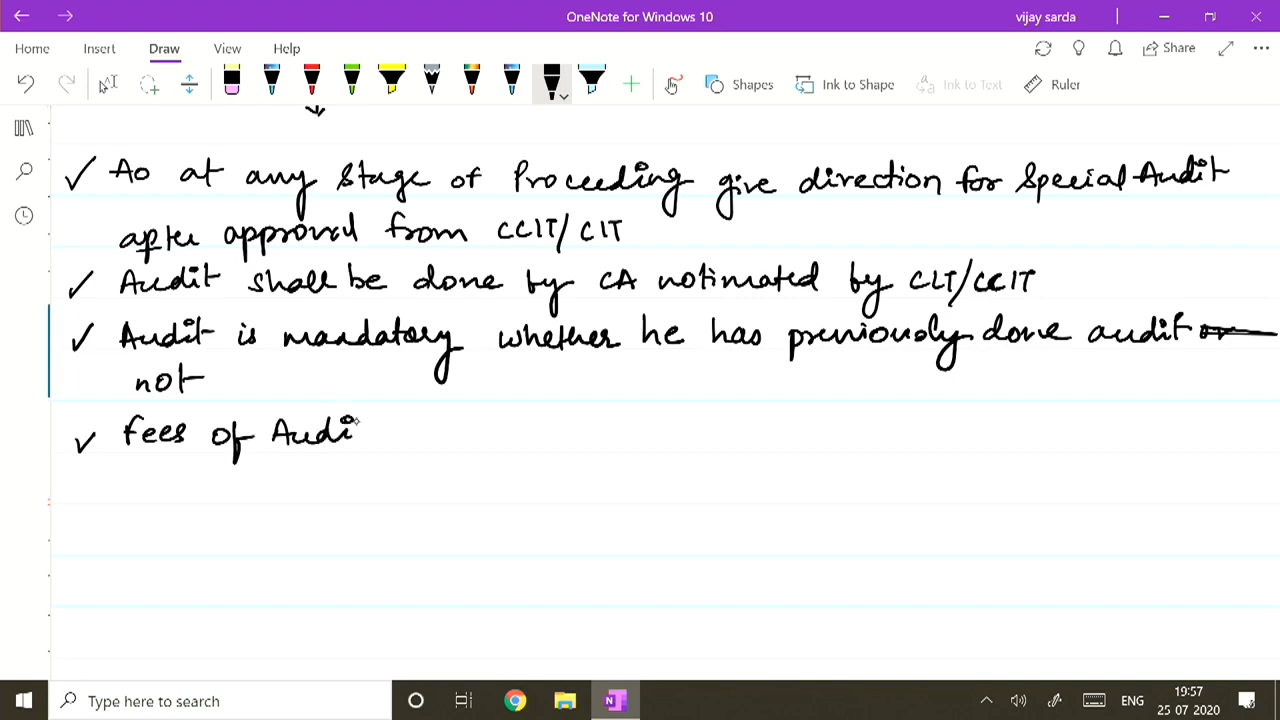 OneNote for Windows 10
vijay sarda
Home Insert Draw View Help
Share
Shapes Ink to Shape Ink to Text Ruler
✓ AO at any Stage of Proceeding give direction for Special Audit
after approval from CCIT/CIT
✓ Audit shall be done by CA notimated by CIT/CCIT
✓ Audit is mandatory whether he has previously done audit or
not
✓ fees of Audi
Type here to search
ENG
19:57
25 07 2020